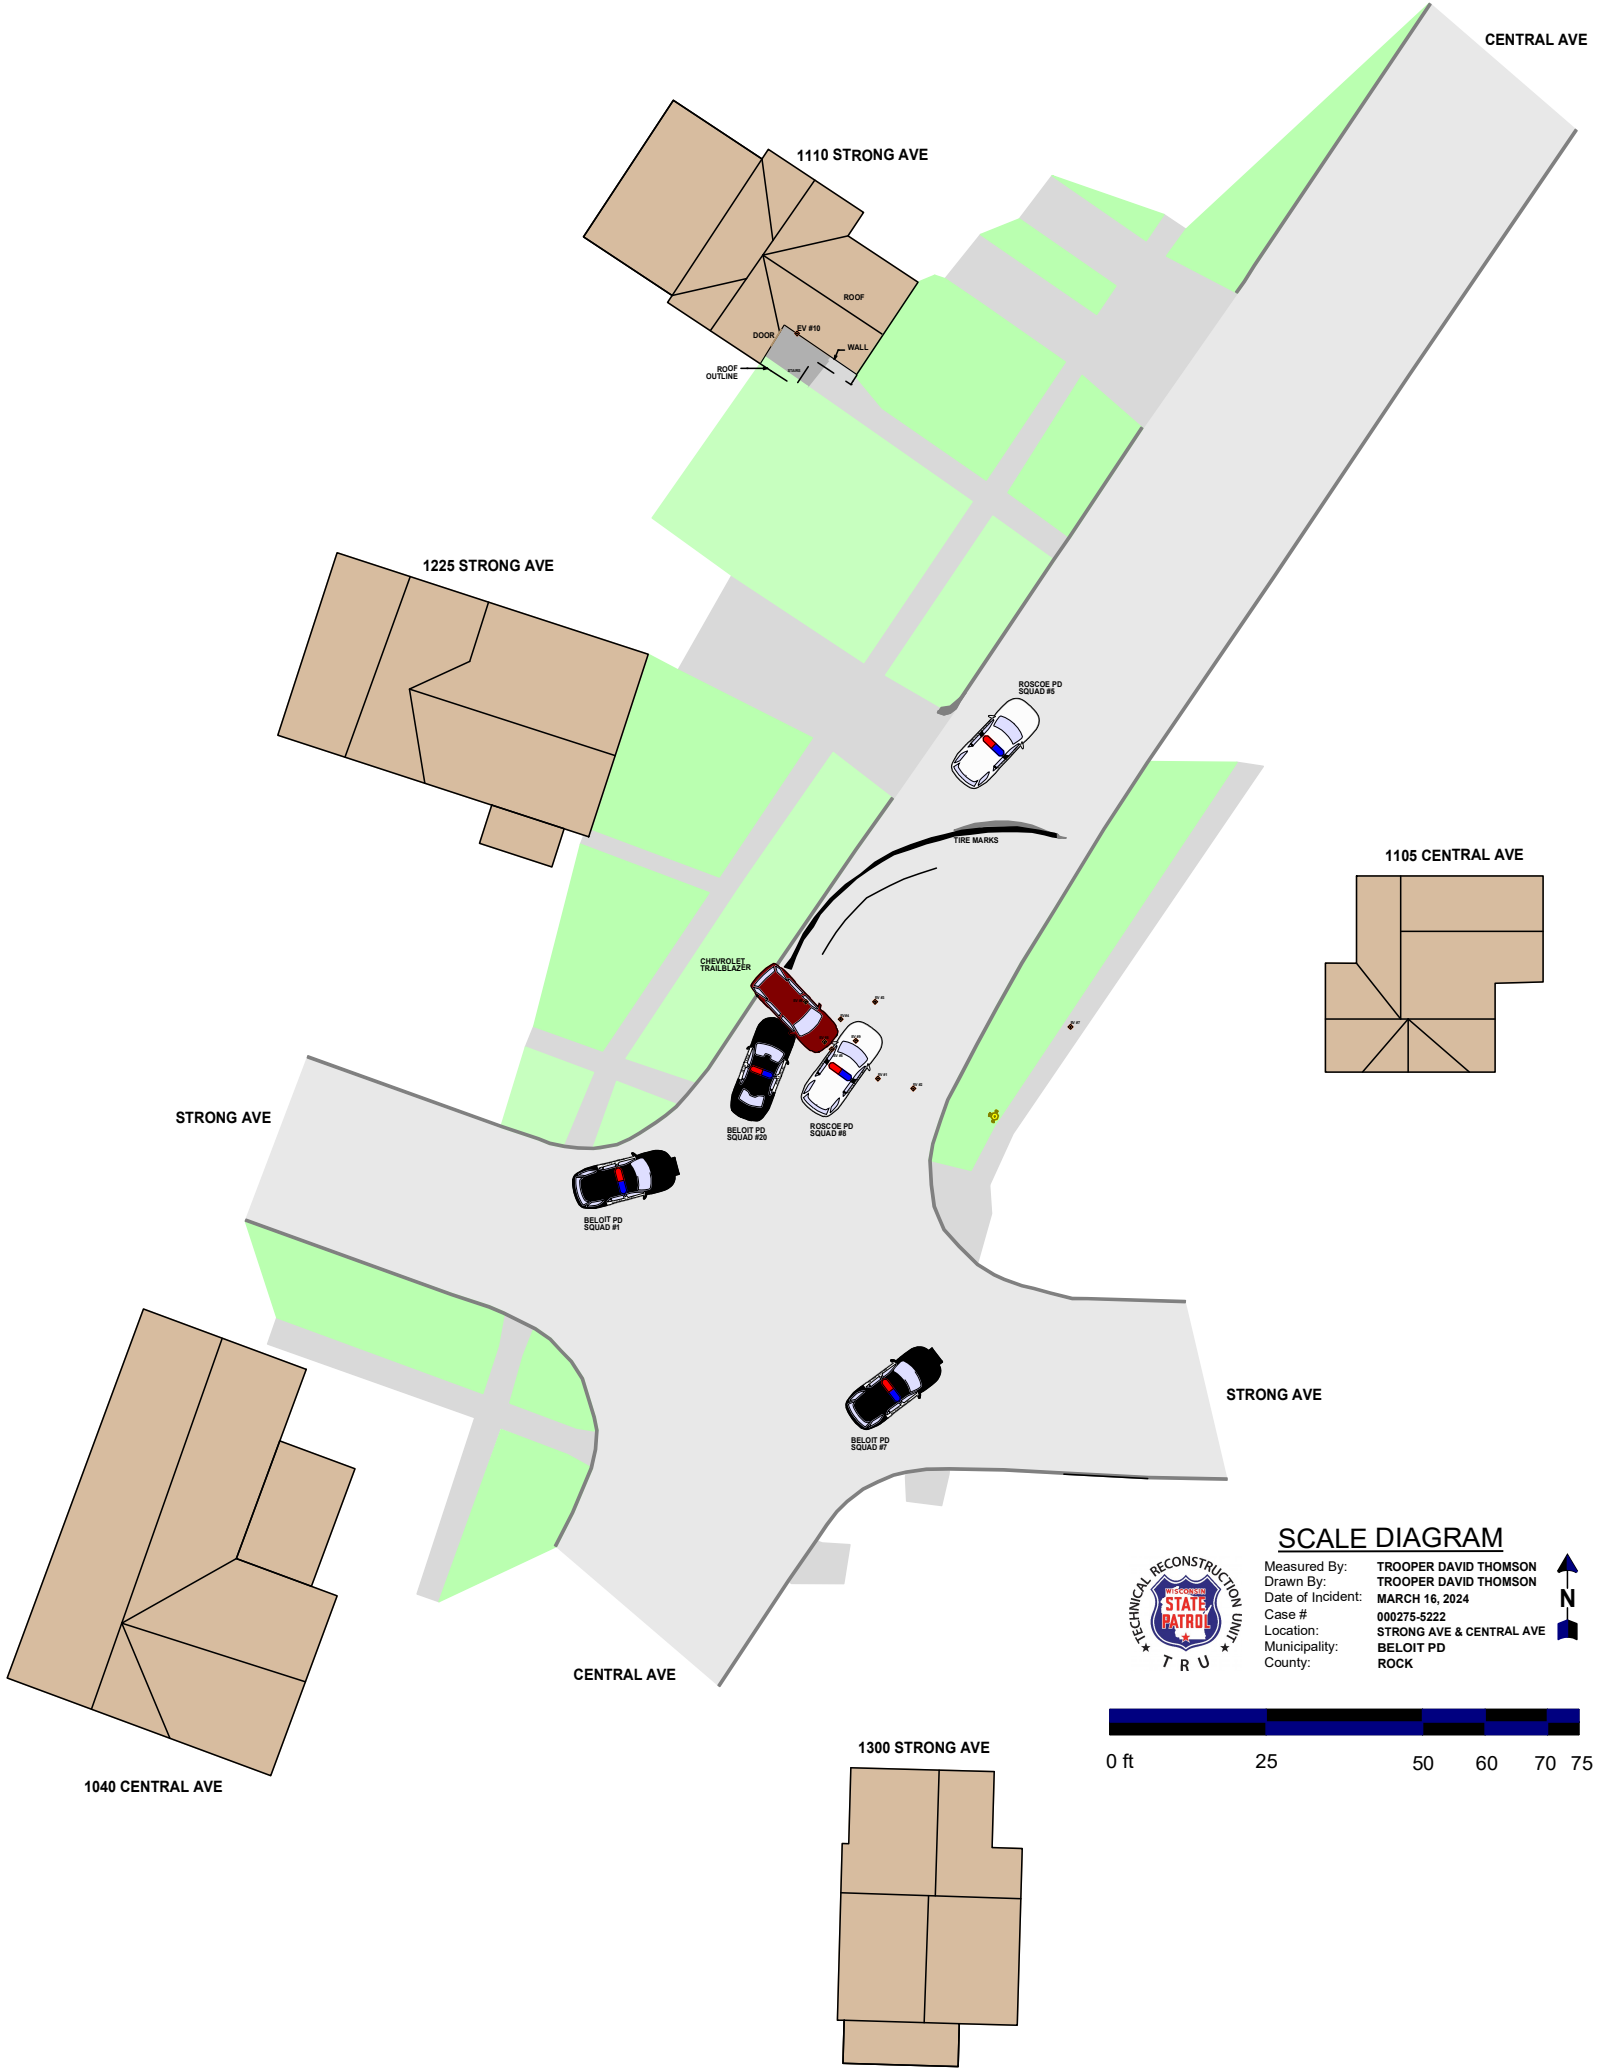 CENTRAL AVE
1110 STRONG AVE
ROOF
EV #10
DOOR
WALL
ROOF
OUTLINE
STAIRS
1225 STRONG AVE
ROSCOE PD
SQUAD #5
TIRE MARKS
1105 CENTRAL AVE
CHEVROLET
TRAILBLAZER
STRONG AVE
BELOIT PD
SQUAD #20
ROSCOE PD
SQUAD #8
BELOIT PD
SQUAD #1
STRONG AVE
BELOIT PD
SQUAD #7
SCALE DIAGRAM
Measured By: TROOPER DAVID THOMSON
Drawn By: TROOPER DAVID THOMSON
Date of Incident: MARCH 16, 2024
Case # 000275-5222
Location: STRONG AVE & CENTRAL AVE
Municipality: BELOIT PD
County: ROCK
N
TECHNICAL RECONSTRUCTION UNIT
WISCONSIN
STATE
PATROL
TRU
CENTRAL AVE
0 ft 25 50 60 70 75
1300 STRONG AVE
1040 CENTRAL AVE